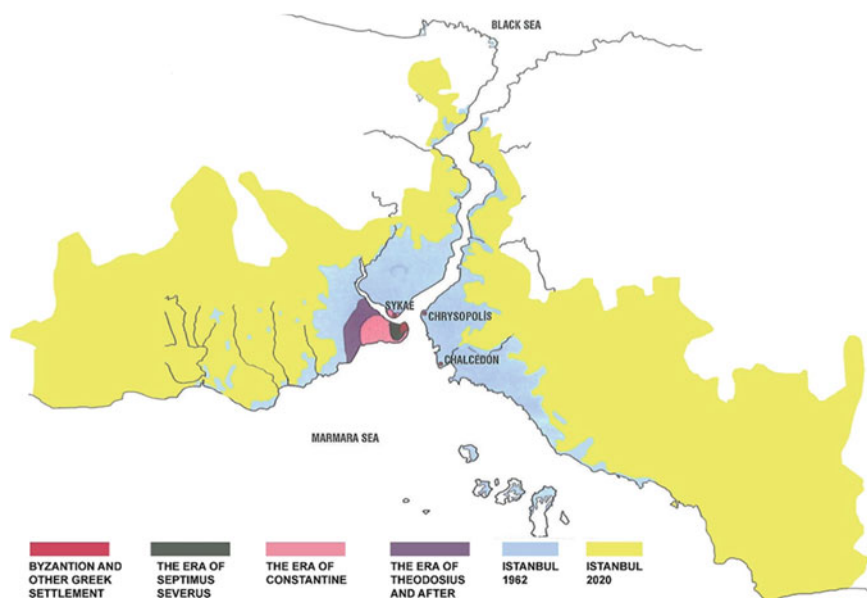 BLACK SEA
SYKAE
CHRYSOPOLİS
CHALCEDON
MARMARA SEA
BYZANTION AND
OTHER GREEK
SETTLEMENT
THE ERA OF
SEPTIMUS
SEVERUS
THE ERA OF
CONSTANTINE
THE ERA OF
THEODOSIUS
AND AFTER
ISTANBUL
1962
ISTANBUL
2020